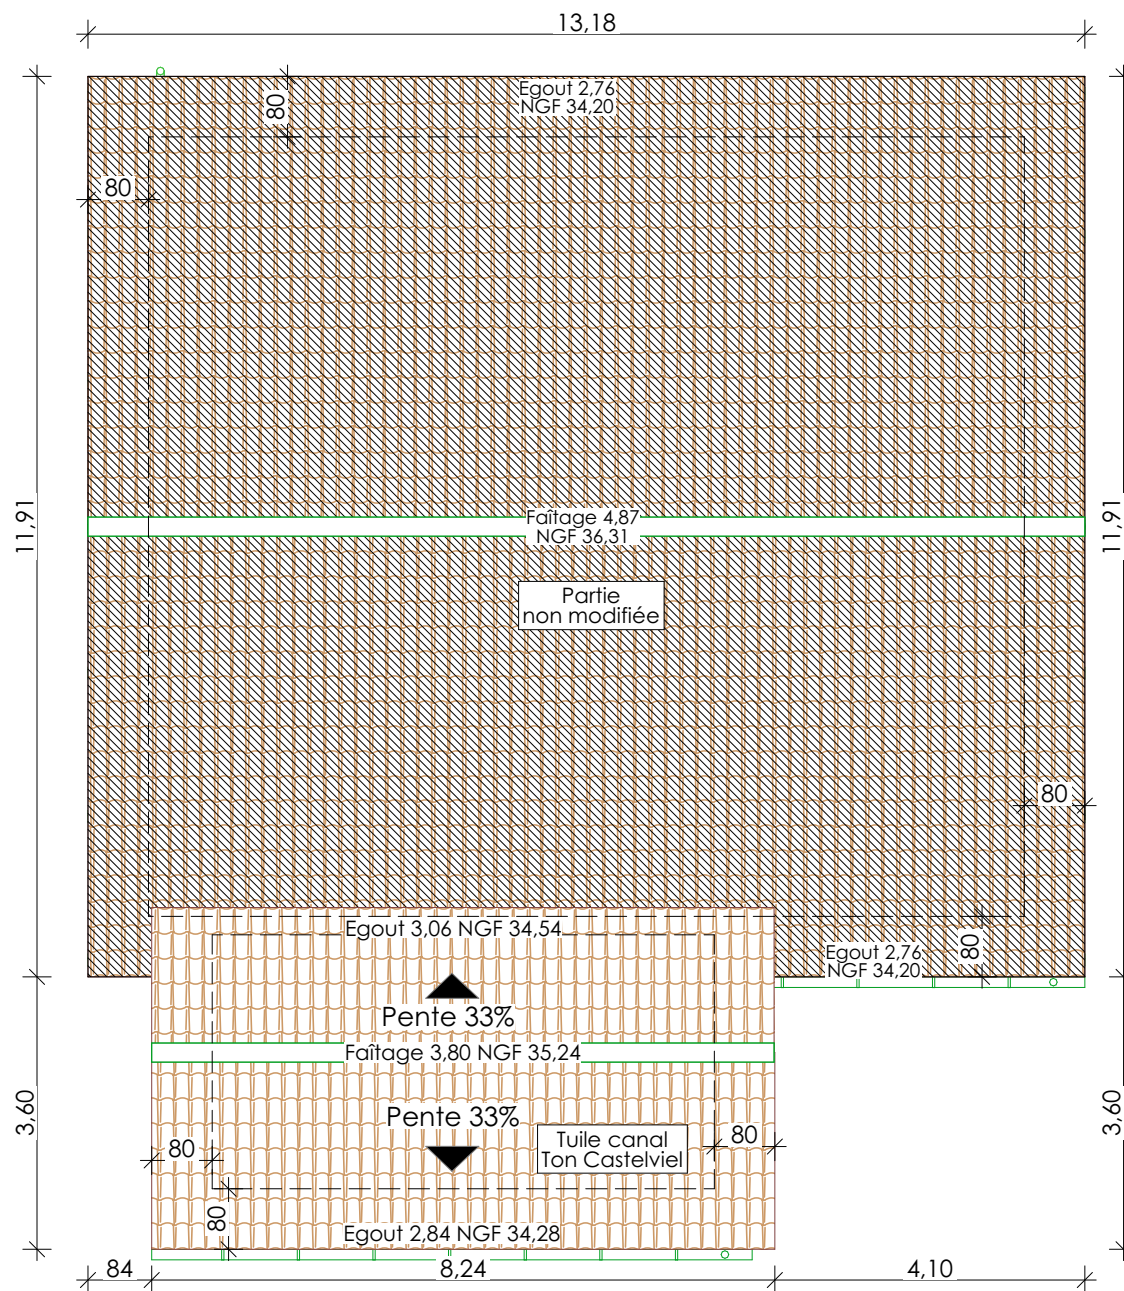 13,18
Egout 2,76
NGF 34,20
80
80
11,91
11,91
Faîtage 4,87
NGF 36,31
Partie
non modifiée
80
Egout 3,06 NGF 34,54
Egout 2,76
NGF 34,20
80
Pente 33%
Faîtage 3,80 NGF 35,24
3,60
3,60
Pente 33%
Tuile canal
Ton Castelviel
80
80
80
Egout 2,84 NGF 34,28
84
8,24
4,10